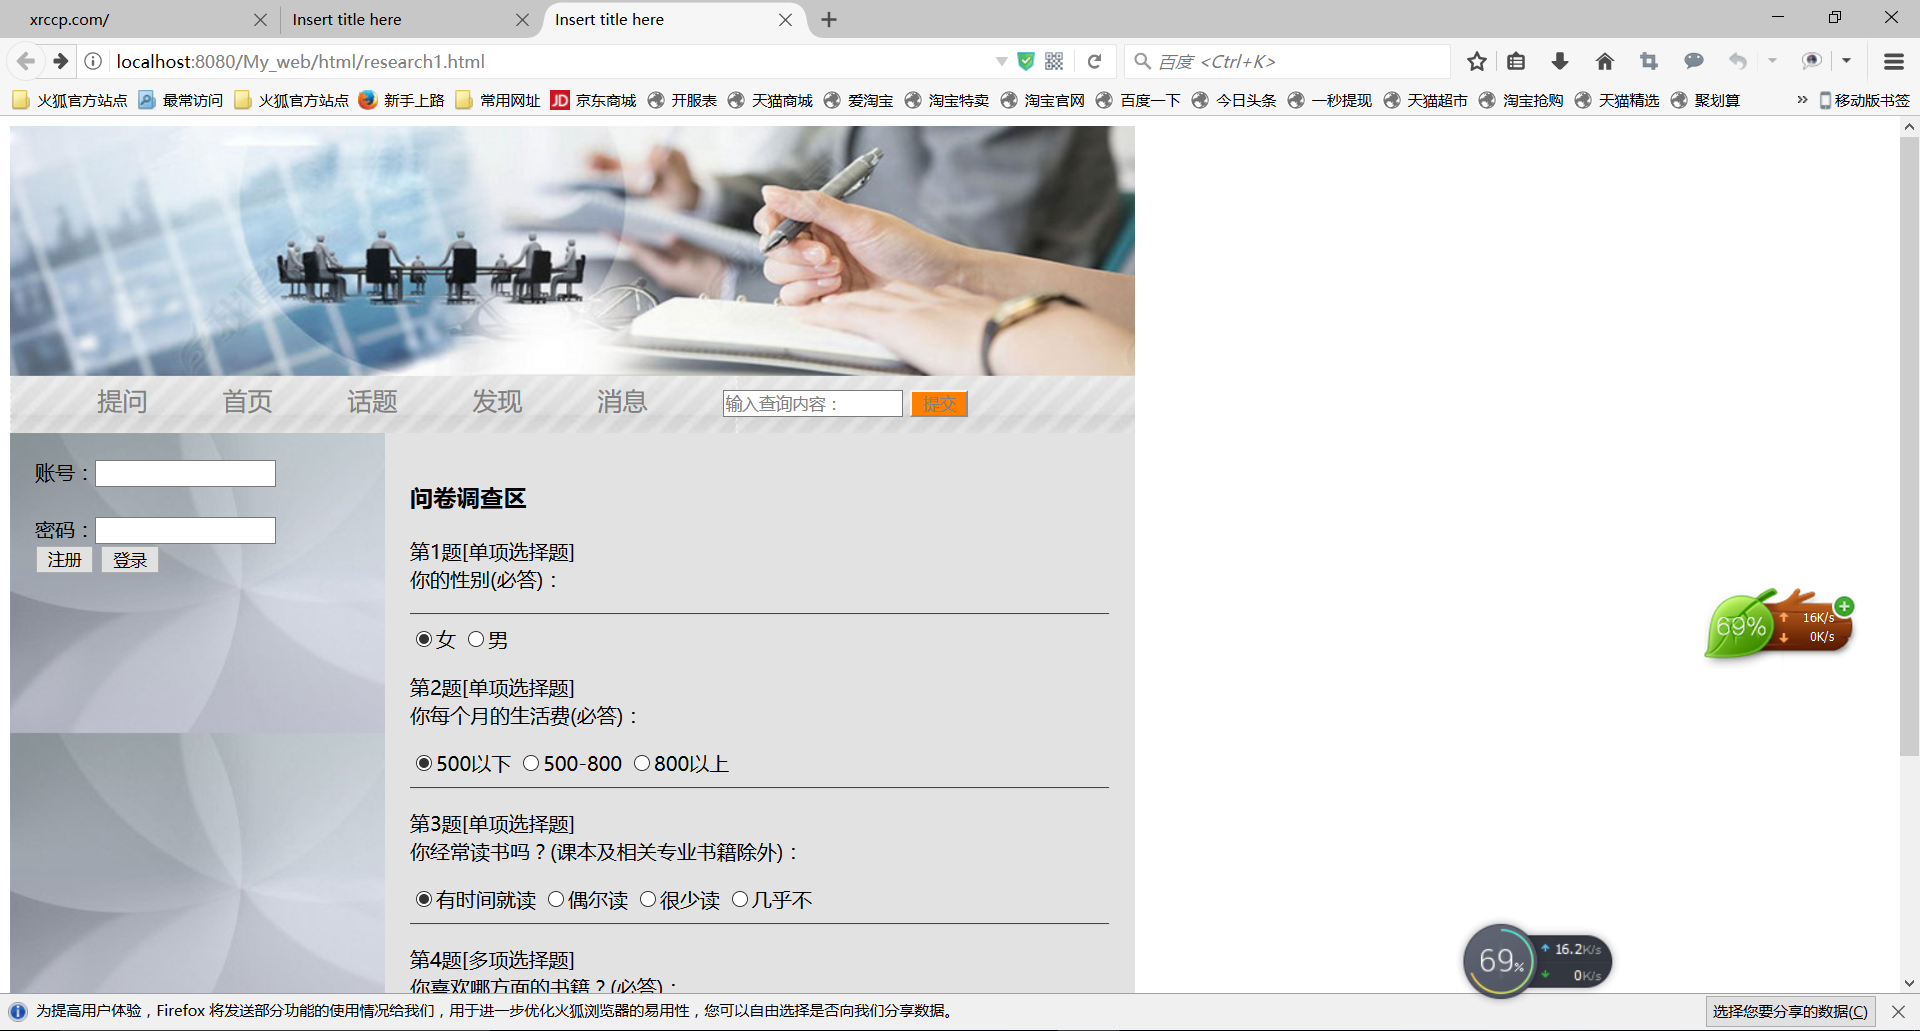 xrccp.com/
Insert title here
Insert title here
localhost:8080/My_web/html/research1.html
百度 <Ctrl+K>
火狐官方站点 最常访问 火狐官方站点 新手上路 常用网址 JD 京东商城 开服表 天猫商城 爱淘宝 淘宝特卖 淘宝官网 百度一下 今日头条 一秒提现 天猫超市 淘宝抢购 天猫精选 聚划算 » 移动版书签
提问 首页 话题 发现 消息 输入查询内容： 提交
账号：
密码：
注册 登录
问卷调查区
第1题[单项选择题]
你的性别(必答)：
女 男
第2题[单项选择题]
你每个月的生活费(必答)：
500以下 500-800 800以上
第3题[单项选择题]
你经常读书吗？(课本及相关专业书籍除外)：
有时间就读 偶尔读 很少读 几乎不
第4题[多项选择题]
你喜欢哪方面的书籍？(必答)：
69% 16K/s
0K/s
69% 16.2K/s
0K/s
为提高用户体验，Firefox 将发送部分功能的使用情况给我们，用于进一步优化火狐浏览器的易用性，您可以自由选择是否向我们分享数据。
选择您要分享的数据(C)